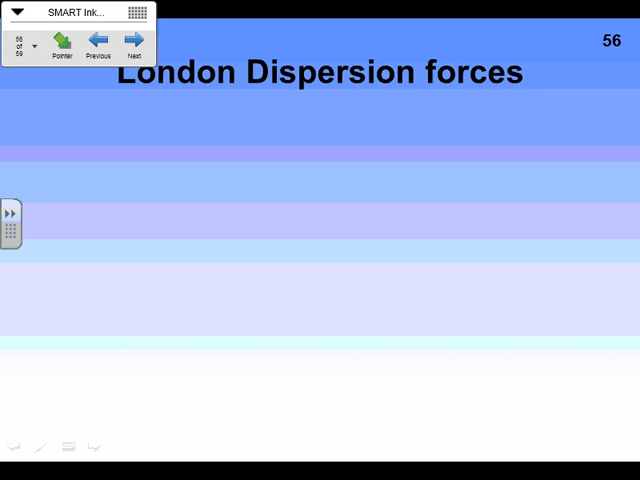 SMART Ink...
56
of
59
Pointer
Previous
Next
56
London Dispersion forces